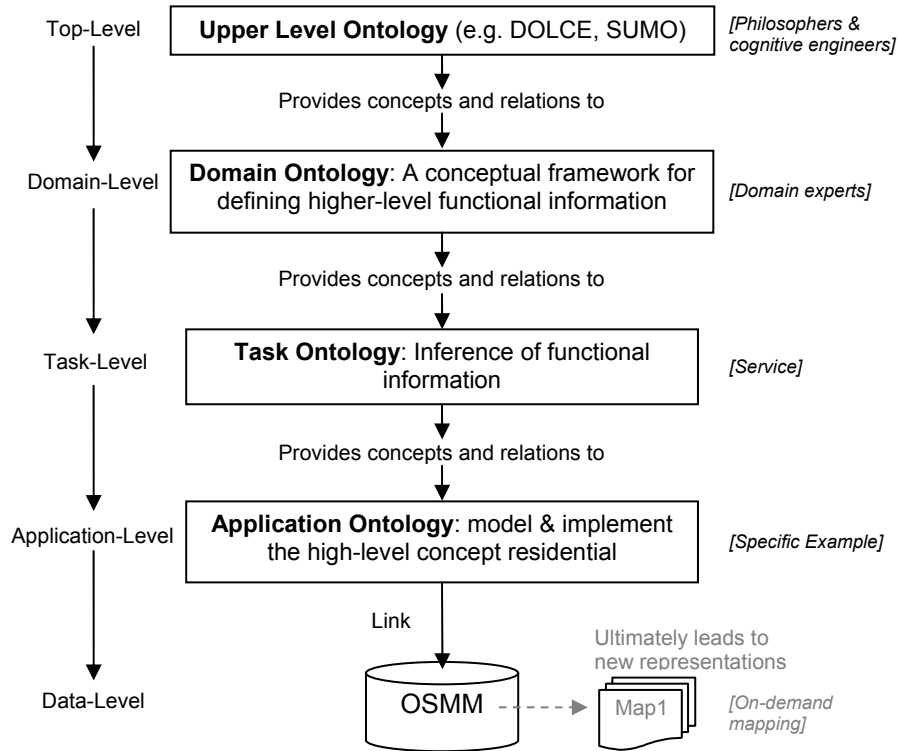 Top-Level
Upper Level Ontology (e.g. DOLCE, SUMO)
[Philosophers &
cognitive engineers]
Provides concepts and relations to
Domain-Level
Domain Ontology: A conceptual framework for
defining higher-level functional information
[Domain experts]
Provides concepts and relations to
Task-Level
Task Ontology: Inference of functional
information
[Service]
Provides concepts and relations to
Application-Level
Application Ontology: model & implement
the high-level concept residential
[Specific Example]
Link
Ultimately leads to
new representations
Data-Level
OSMM
Map1
[On-demand
mapping]